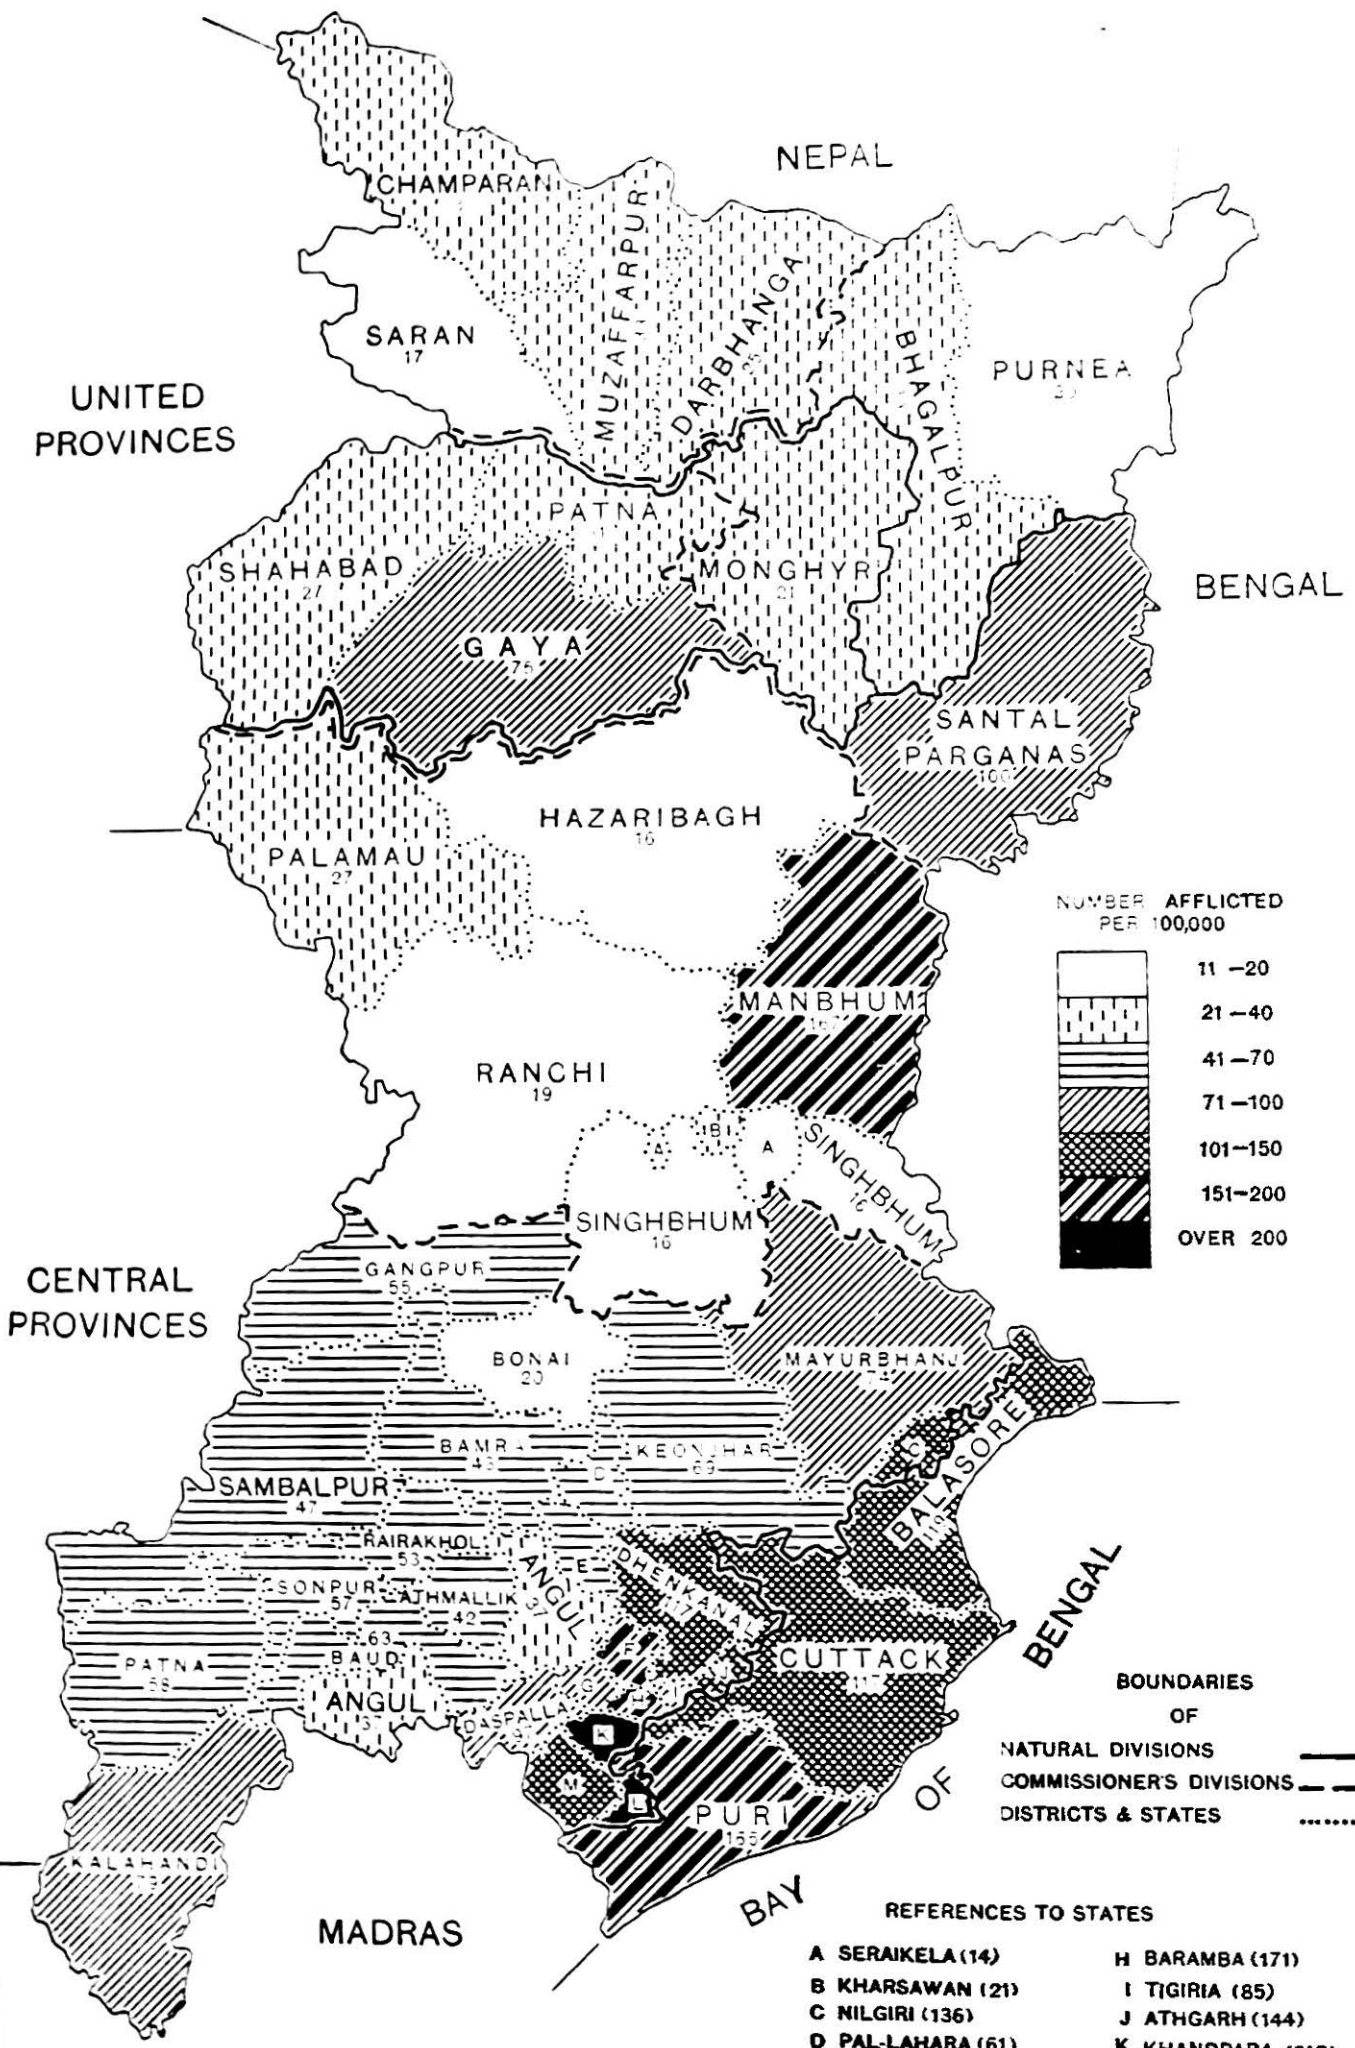 NEPAL
CHAMPARAN
MUZAFFARPUR
DARBHANGA
25
BHAGALPUR
SARAN
17
PURNEA
UNITED
PROVINCES
PATNA
SHAHABAD
27
MONGHYR
21
BENGAL
GAYA
75
SANTAL
PARGANAS
100
HAZARIBAGH
16
PALAMAU
27
NUMBER AFFLICTED
PER 100,000
11 - 20
21 - 40
41 - 70
71 - 100
101 - 150
151 - 200
OVER 200
MANBHUM
167
RANCHI
19
A
B
A
SINGHBHUM
16
SINGHBHUM
16
CENTRAL
PROVINCES
GANGPUR
55
BONAI
20
MAYURBHANJ
74
BAMRA
43
D
KEONJHAR
69
C
BALASORE
SAMBALPUR
47
RAIRAKHOL
53
ANGUL
37
E
DHENKANAL
117
SONPUR
57
ATHMALLIK
42
63
BAUD
CUTTACK
117
PATNA
58
ANGUL
37
F
G
H
I
J
DASPALLA
K
M
L
PURI
KALAHANDI
MADRAS
BAY
OF
BENGAL
BOUNDARIES
OF
NATURAL DIVISIONS
COMMISSIONER'S DIVISIONS
DISTRICTS & STATES
REFERENCES TO STATES
A SERAIKELA (14)
B KHARSAWAN (21)
C NILGIRI (136)
D PAL-LAHARA (61)
H BARAMBA (171)
I TIGIRIA (85)
J ATHGARH (144)
K